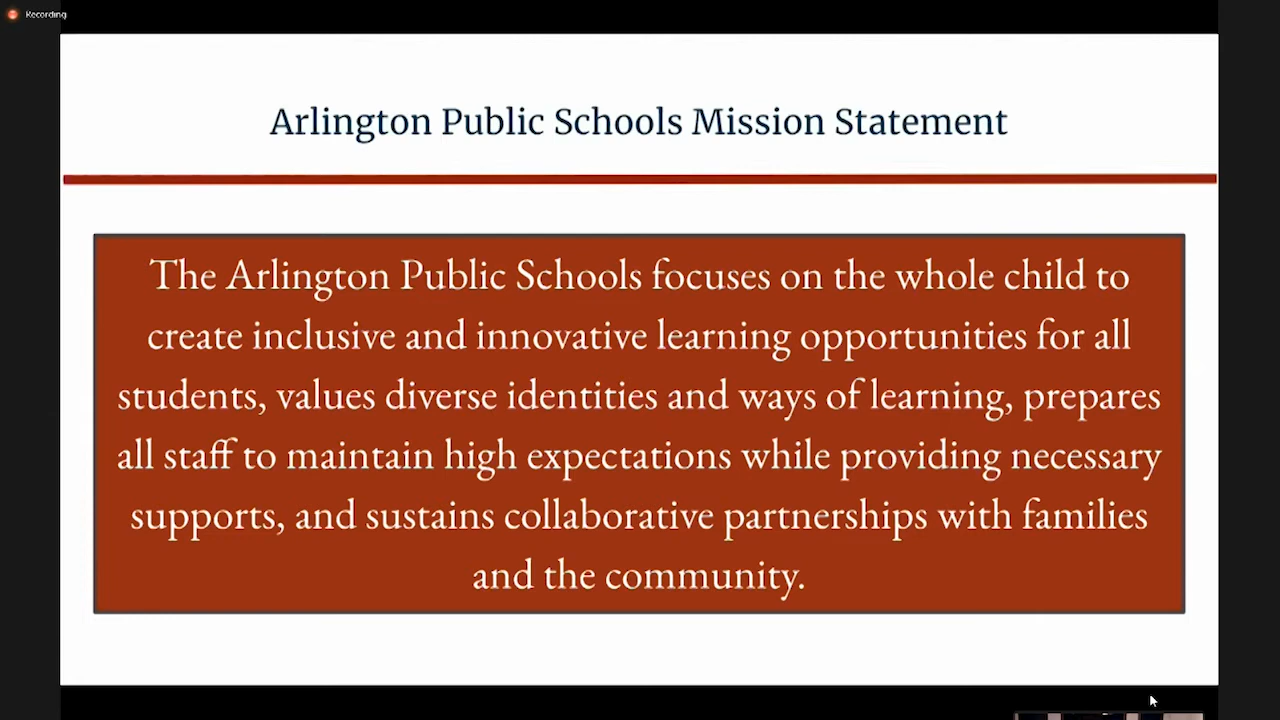 Recording
Arlington Public Schools Mission Statement
The Arlington Public Schools focuses on the whole child to
create inclusive and innovative learning opportunities for all
students, values diverse identities and ways of learning, prepares
all staff to maintain high expectations while providing necessary
supports, and sustains collaborative partnerships with families
and the community.